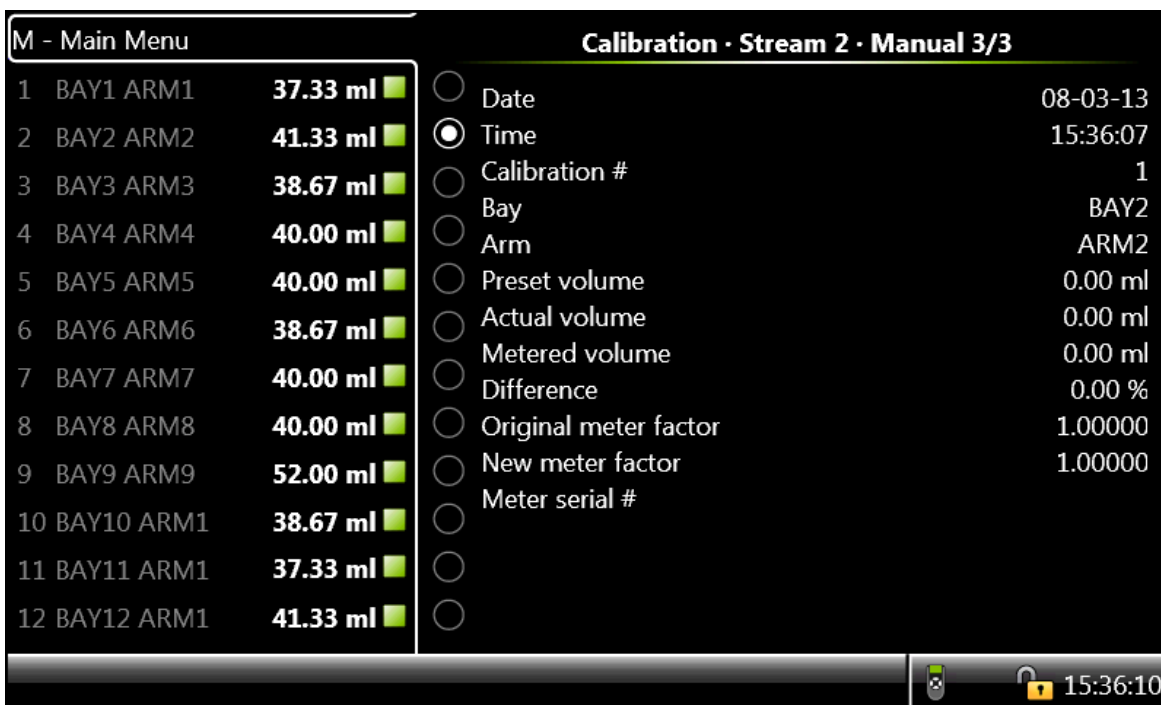 M - Main Menu
1 BAY1 ARM1 37.33 ml
2 BAY2 ARM2 41.33 ml
3 BAY3 ARM3 38.67 ml
4 BAY4 ARM4 40.00 ml
5 BAY5 ARM5 40.00 ml
6 BAY6 ARM6 38.67 ml
7 BAY7 ARM7 40.00 ml
8 BAY8 ARM8 40.00 ml
9 BAY9 ARM9 52.00 ml
10 BAY10 ARM1 38.67 ml
11 BAY11 ARM1 37.33 ml
12 BAY12 ARM1 41.33 ml
Calibration · Stream 2 · Manual 3/3
Date 08-03-13
Time 15:36:07
Calibration # 1
Bay BAY2
Arm ARM2
Preset volume 0.00 ml
Actual volume 0.00 ml
Metered volume 0.00 ml
Difference 0.00 %
Original meter factor 1.00000
New meter factor 1.00000
Meter serial #
15:36:10